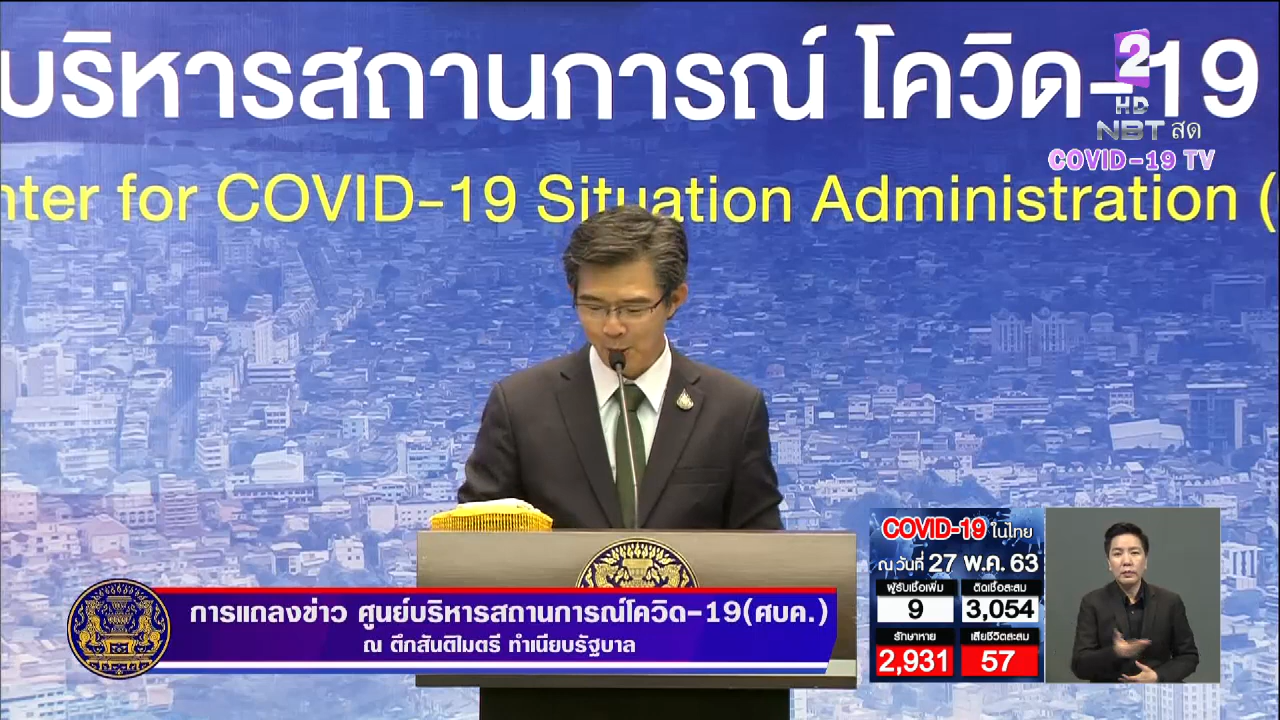 บริหารสถานการณ์ โควิด-19
nter for COVID-19 Situation Administration (
2
HD
NBT สด
COVID-19 TV
COVID-19 ในไทย
ณ วันที่ 27 พ.ค. 63
ผู้รับเชื้อเพิ่ม ติดเชื้อสะสม
9 3,054
รักษาหาย เสียชีวิตสะสม
2,931 57
การแถลงข่าว ศูนย์บริหารสถานการณ์โควิด-19(ศบค.)
ณ ตึกสันติไมตรี ทำเนียบรัฐบาล